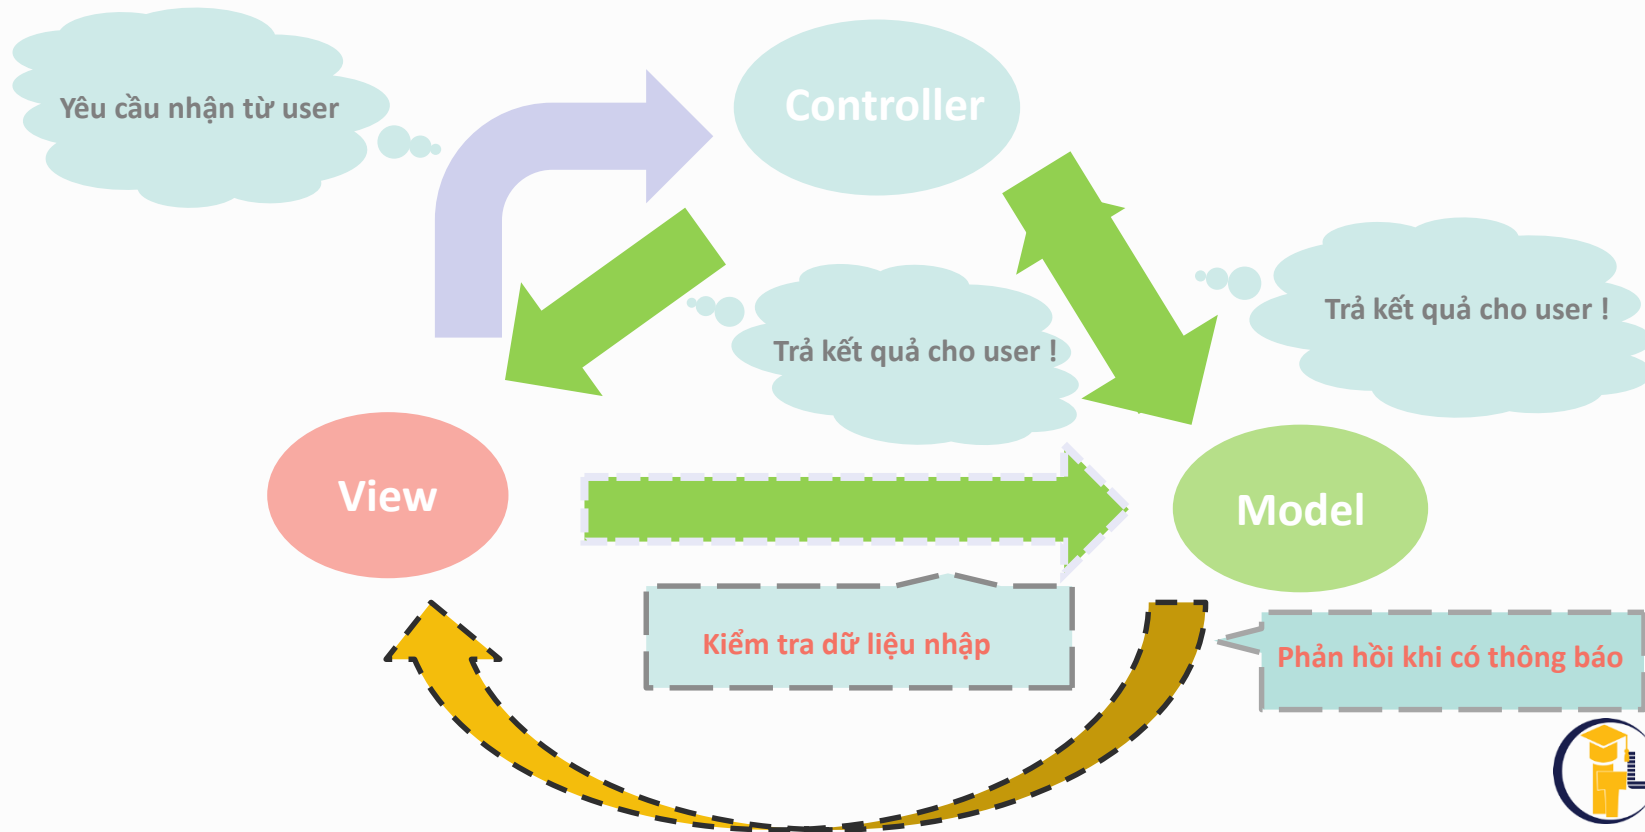 Yêu cầu nhận từ user
Controller
Trả kết quả cho user !
Trả kết quả cho user !
View
Model
Kiểm tra dữ liệu nhập
Phản hồi khi có thông báo